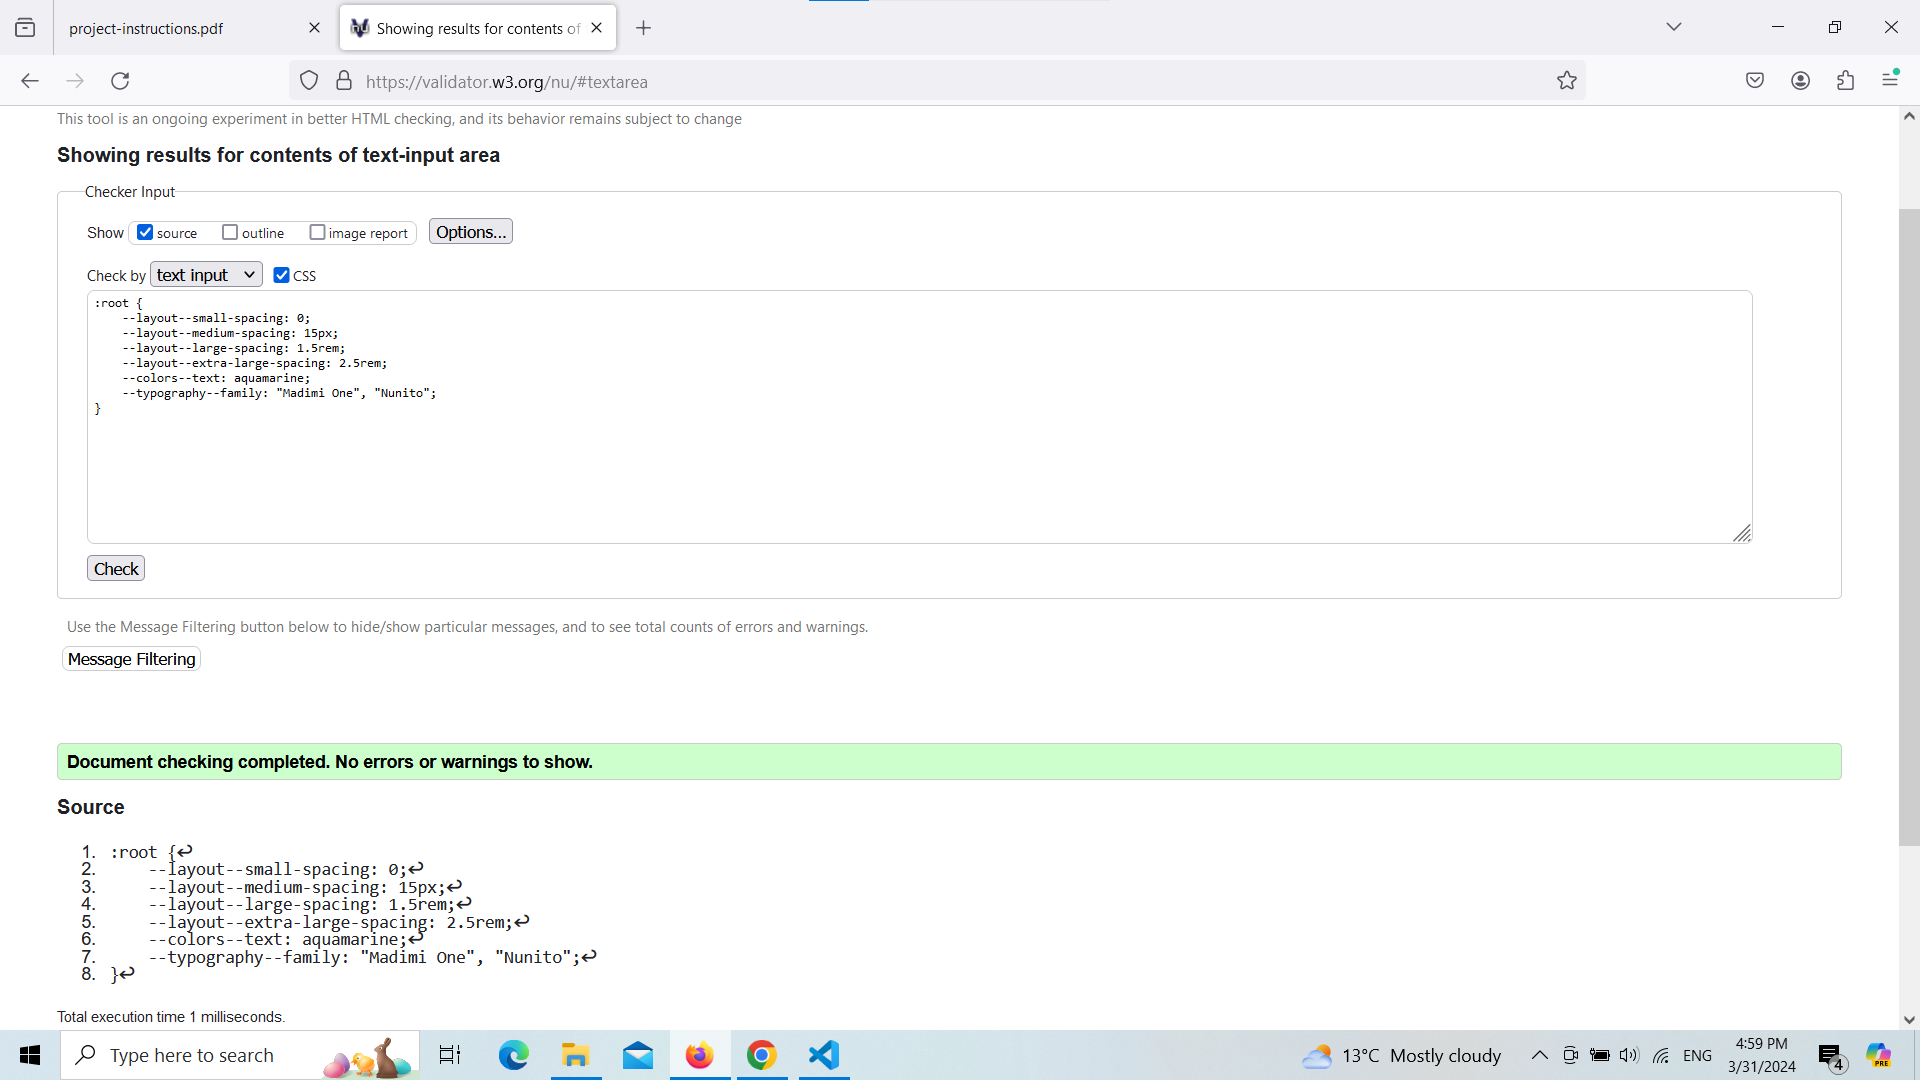 project-instructions.pdf
Showing results for contents of
https://validator.w3.org/nu/#textarea
This tool is an ongoing experiment in better HTML checking, and its behavior remains subject to change
Showing results for contents of text-input area
Checker Input
Show source outline image report Options...
Check by text input CSS
:root {
    --layout--small-spacing: 0;
    --layout--medium-spacing: 15px;
    --layout--large-spacing: 1.5rem;
    --layout--extra-large-spacing: 2.5rem;
    --colors--text: aquamarine;
    --typography--family: "Madimi One", "Nunito";
}
Check
Use the Message Filtering button below to hide/show particular messages, and to see total counts of errors and warnings.
Message Filtering
Document checking completed. No errors or warnings to show.
Source
1. :root {↩
2.     --layout--small-spacing: 0;↩
3.     --layout--medium-spacing: 15px;↩
4.     --layout--large-spacing: 1.5rem;↩
5.     --layout--extra-large-spacing: 2.5rem;↩
6.     --colors--text: aquamarine;↩
7.     --typography--family: "Madimi One", "Nunito";↩
8. }↩
Total execution time 1 milliseconds.
Type here to search
13°C Mostly cloudy
ENG
4:59 PM
3/31/2024
4
PRE